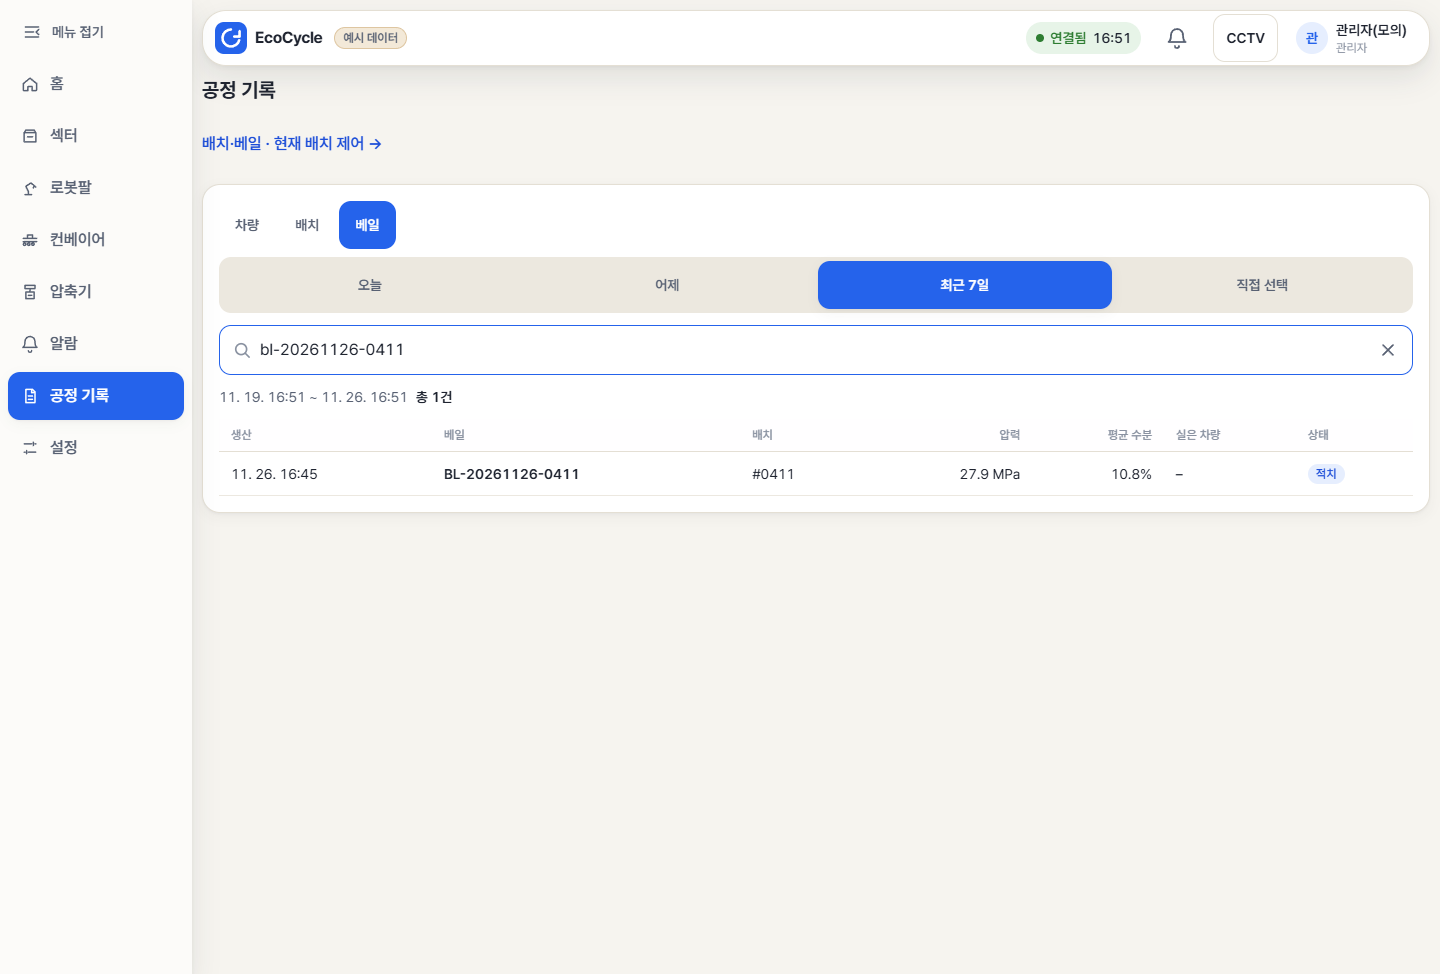 메뉴 접기
홈
섹터
로봇팔
컨베이어
압축기
알람
공정 기록
설정
EcoCycle 예시 데이터 연결됨 16:51 CCTV 관 관리자(모의)
관리자
공정 기록
배치·베일 · 현재 배치 제어 →
차량 배치 베일
오늘 어제 최근 7일 직접 선택
bl-20261126-0411
11. 19. 16:51 ~ 11. 26. 16:51 총 1건
생산 베일 배치 압력 평균 수분 실은 차량 상태
11. 26. 16:45 BL-20261126-0411 #0411 27.9 MPa 10.8% – 적치